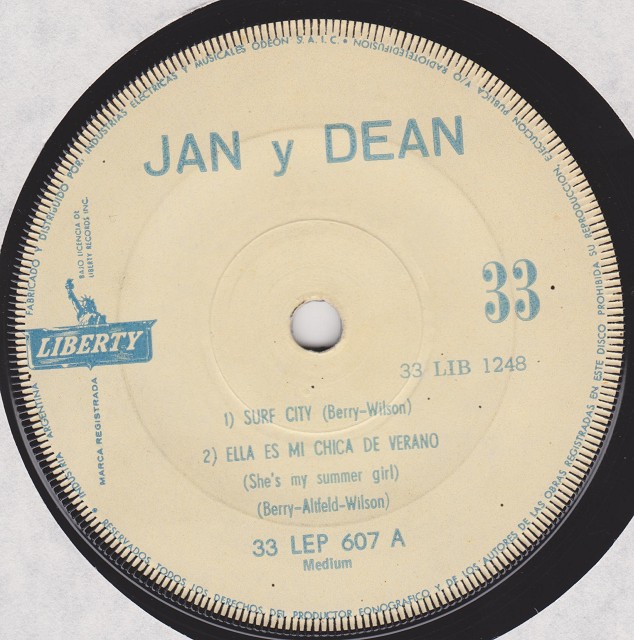 JAN y DEAN
33
BAJO LICENCIA DE
LIBERTY RECORDS INC.
LIBERTY
MARCA REGISTRADA
33 LIB 1248
1) SURF CITY (Berry-Wilson)
2) ELLA ES MI CHICA DE VERANO
(She's my summer girl)
(Berry-Altfeld-Wilson)
33 LEP 607 A
Medium
INDUSTRIA ARGENTINA * FABRICADO Y DISTRIBUIDO POR: INDUSTRIAS ELECTRICAS Y MUSICALES ODEON S.A.I.C. •
RESERVADOS TODOS LOS DERECHOS DEL PRODUCTOR FONOGRAFICO Y DE LOS AUTORES DE LAS OBRAS REGISTRADAS EN ESTE DISCO PROHIBIDA SU REPRODUCCION, EJECUCION PUBLICA Y/O RADIOTELEDIFUSION